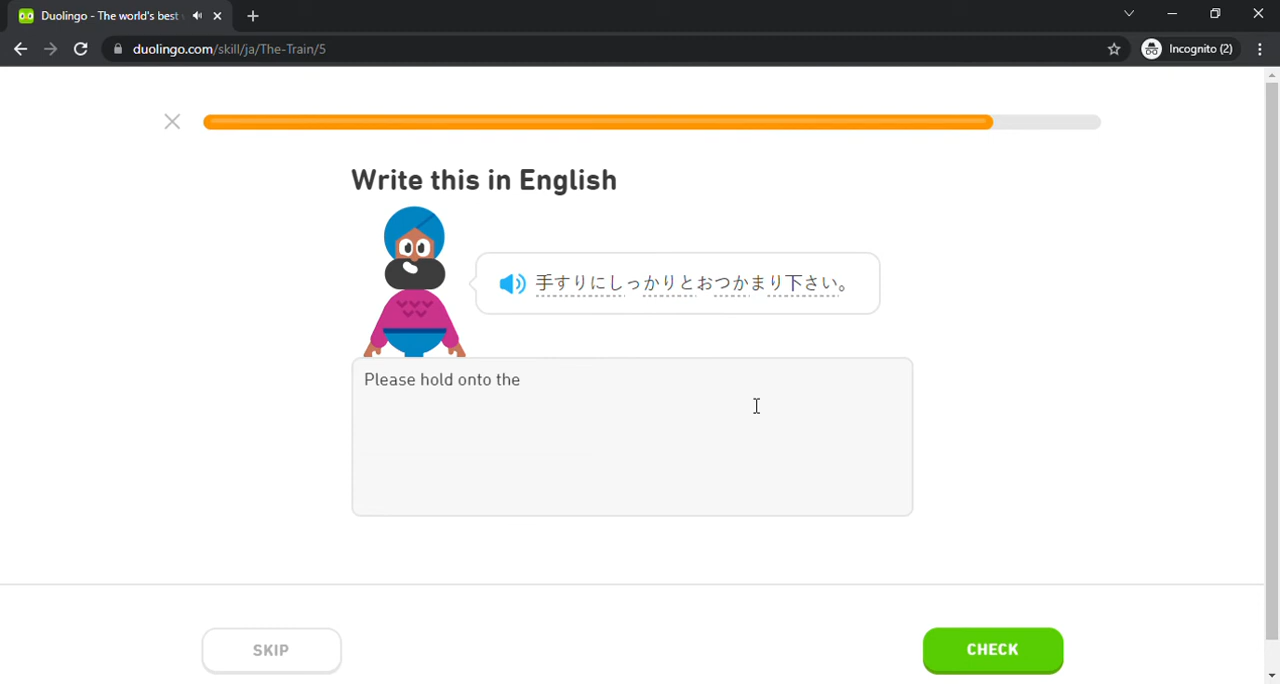 Duolingo - The world's best
duolingo.com/skill/ja/The-Train/5
Incognito (2)
Write this in English
手すりにしっかりとおつかまり下さい。
Please hold onto the
SKIP
CHECK